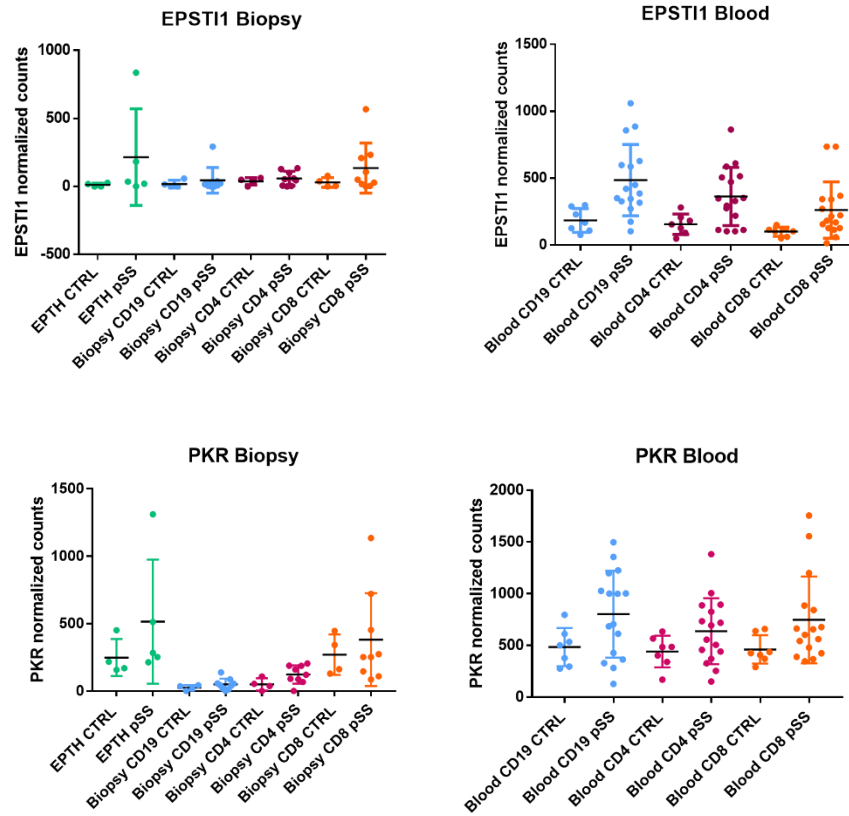 EPSTI1 Biopsy
EPSTI1 normalized counts
1000
500
0
-500
EPTH CTRL
EPTH pSS
Biopsy CD19 CTRL
Biopsy CD19 pSS
Biopsy CD4 CTRL
Biopsy CD4 pSS
Biopsy CD8 CTRL
Biopsy CD8 pSS
EPSTI1 Blood
EPSTI1 normalized counts
1500
1000
500
0
Blood CD19 CTRL
Blood CD19 pSS
Blood CD4 CTRL
Blood CD4 pSS
Blood CD8 CTRL
Blood CD8 pSS
PKR Biopsy
PKR normalized counts
1500
1000
500
0
EPTH CTRL
EPTH pSS
Biopsy CD19 CTRL
Biopsy CD19 pSS
Biopsy CD4 CTRL
Biopsy CD4 pSS
Biopsy CD8 CTRL
Biopsy CD8 pSS
PKR Blood
PKR normalized counts
2000
1500
1000
500
0
Blood CD19 CTRL
Blood CD19 pSS
Blood CD4 CTRL
Blood CD4 pSS
Blood CD8 CTRL
Blood CD8 pSS